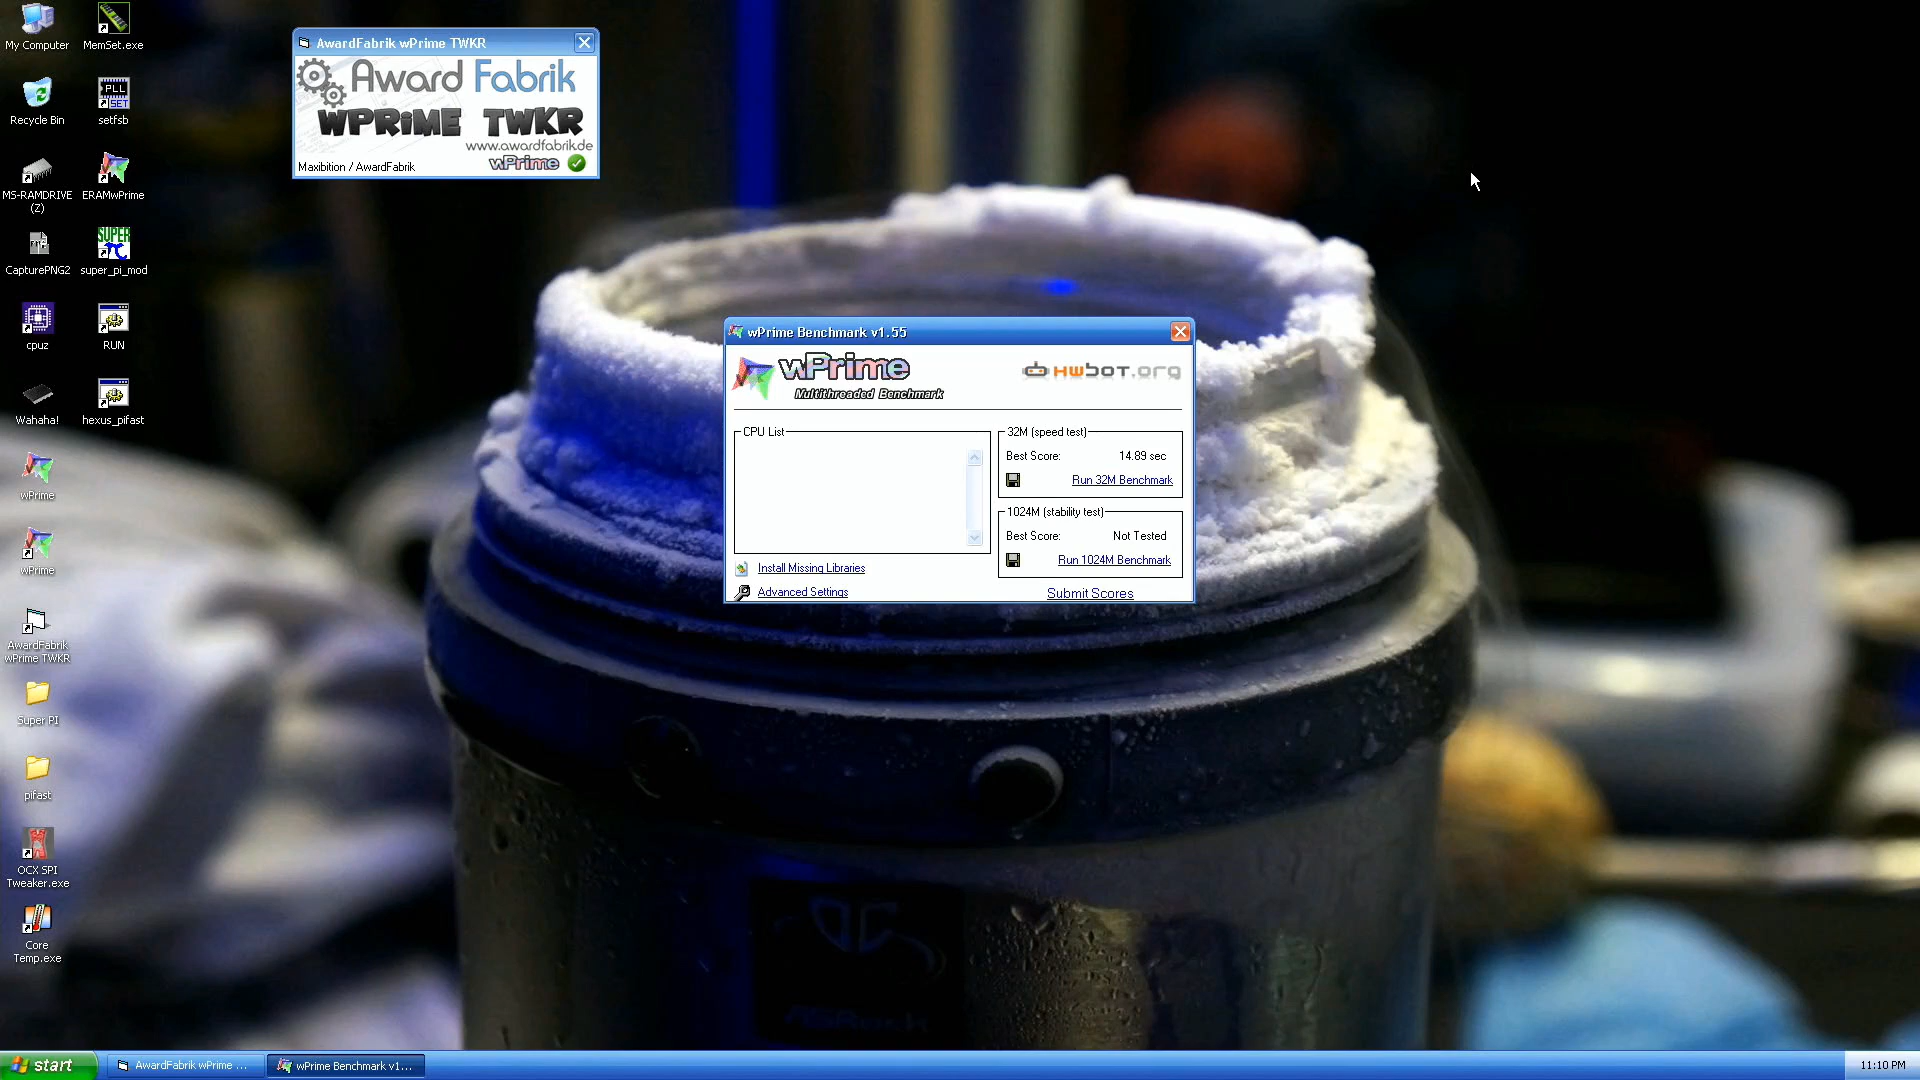 My Computer
MemSet.exe
Recycle Bin
PLL
SET
setfsb
MS-RAMDRIVE
(Z)
ERAMwPrime
CapturePNG2
SUPER
π
super_pi_mod
cpuz
RUN
Wahaha!
hexus_pifast
wPrime
wPrime
AwardFabrik
wPrime TWKR
Super PI
pifast
OCX SPI
Tweaker.exe
Core
Temp.exe
AwardFabrik wPrime TWKR
Award Fabrik
WPRiME TWKR
www.awardfabrik.de
Maxibition / AwardFabrik
wPrime
wPrime Benchmark v1.55
wPrime
Multithreaded Benchmark
HWBOT.org
CPU List
32M (speed test)
Best Score: 14.89 sec
Run 32M Benchmark
1024M (stability test)
Best Score: Not Tested
Run 1024M Benchmark
Install Missing Libraries
Advanced Settings
Submit Scores
ASRock
start
AwardFabrik wPrime ...
wPrime Benchmark v1...
11:10 PM